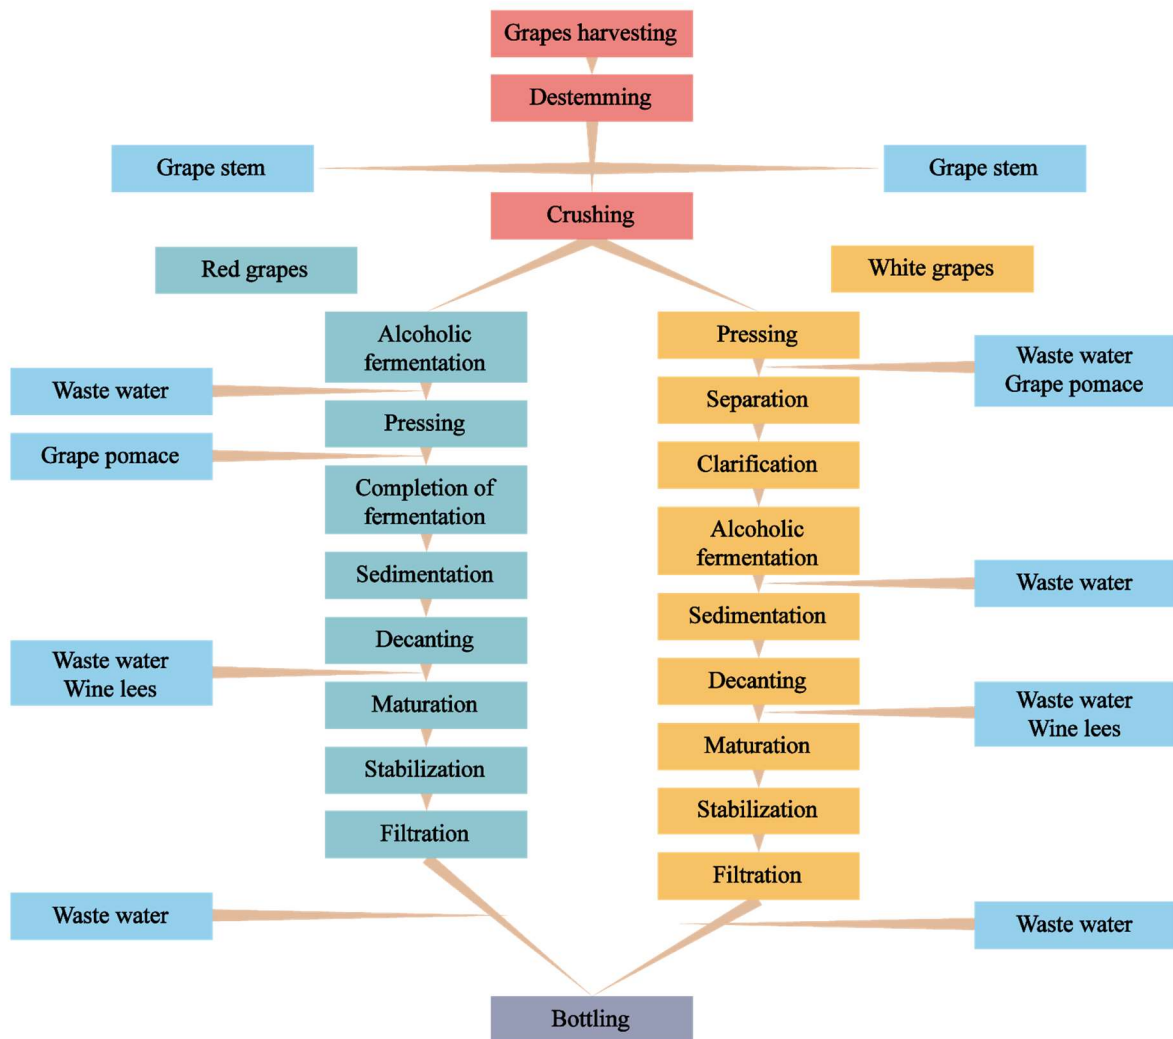 Grapes harvesting
Destemming
Grape stem
Grape stem
Crushing
Red grapes
White grapes
Alcoholic
fermentation
Waste water
Pressing
Grape pomace
Completion of
fermentation
Sedimentation
Decanting
Waste water
Wine lees
Maturation
Stabilization
Filtration
Waste water
Pressing
Waste water
Grape pomace
Separation
Clarification
Alcoholic
fermentation
Waste water
Sedimentation
Decanting
Waste water
Wine lees
Maturation
Stabilization
Filtration
Waste water
Bottling